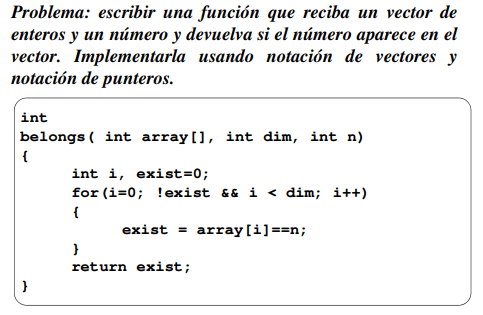 Problema: escribir una función que reciba un vector de
enteros y un número y devuelva si el número aparece en el
vector. Implementarla usando notación de vectores y
notación de punteros.
int
belongs( int array[], int dim, int n)
{
int i, exist=0;
for(i=0; !exist && i < dim; i++)
{
exist = array[i]==n;
}
return exist;
}